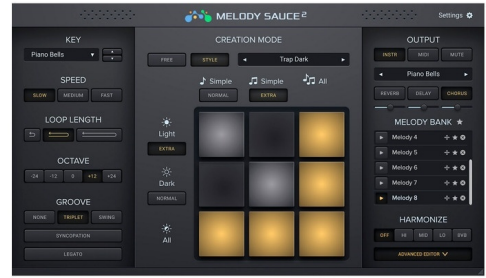 MELODY SAUCE²
Settings
KEY
Piano Bells
SPEED
SLOW MEDIUM FAST
LOOP LENGTH
OCTAVE
-24 -12 0 +12 +24
GROOVE
NONE TRIPLET SWING
SYNCOPATION
LEGATO
CREATION MODE
FREE STYLE Trap Dark
Simple Simple All
NORMAL EXTRA
Light
EXTRA
Dark
NORMAL
All
OUTPUT
INSTR MIDI MUTE
Piano Bells
REVERB DELAY CHORUS
MELODY BANK
Melody 4
Melody 5
Melody 6
Melody 7
Melody 8
HARMONIZE
OFF HI MID LO 8VB
ADVANCED EDITOR